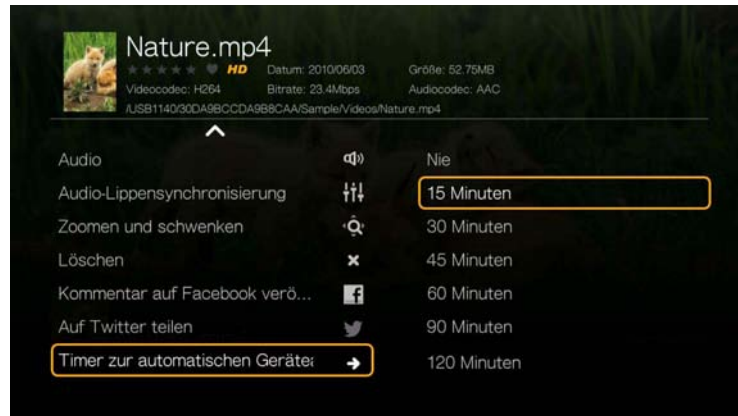 Nature.mp4
HD Datum: 2010/06/03 Größe: 52.75MB
Videocodec: H264 Bitrate: 23.4Mbps Audiocodec: AAC
/USB1140/30DA9BCCDA9B8CAA/Sample/Videos/Nature.mp4
Audio
Nie
Audio-Lippensynchronisierung
15 Minuten
Zoomen und schwenken
30 Minuten
Löschen
45 Minuten
Kommentar auf Facebook verö...
60 Minuten
Auf Twitter teilen
90 Minuten
Timer zur automatischen Gerätea
120 Minuten